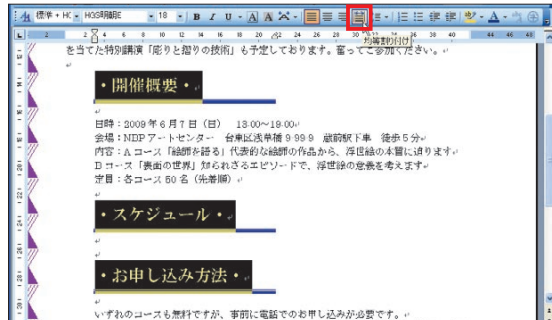 標準 + HG HGS明朝E 18 B I U A A
均等割り付け
を当てた特別講演「彫りと摺りの技術」も予定しております。奮ってご参加ください。
・開催概要・
日時：2009年6月7日（日） 13:00～19:00
会場：NDPアートセンター 台東区浅草橋9-99-9 蔵前駅下車 徒歩5分
内容：Aコース「絵師を語る」代表的な絵師の作品から、浮世絵の本質に迫ります
Bコース「裏面の世界」知られざるエピソードで、浮世絵の意義を考えます
定員：各コース50名（先着順）
・スケジュール・
・お申し込み方法・
いずれのコースも無料ですが、事前に電話でのお申し込みが必要です。